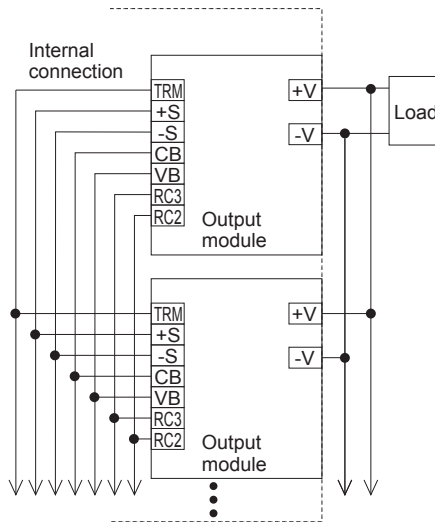 Internal
connection
TRM
+S
-S
CB
VB
RC3
RC2
+V
-V
Load
Output
module
TRM
+S
-S
CB
VB
RC3
RC2
+V
-V
Output
module